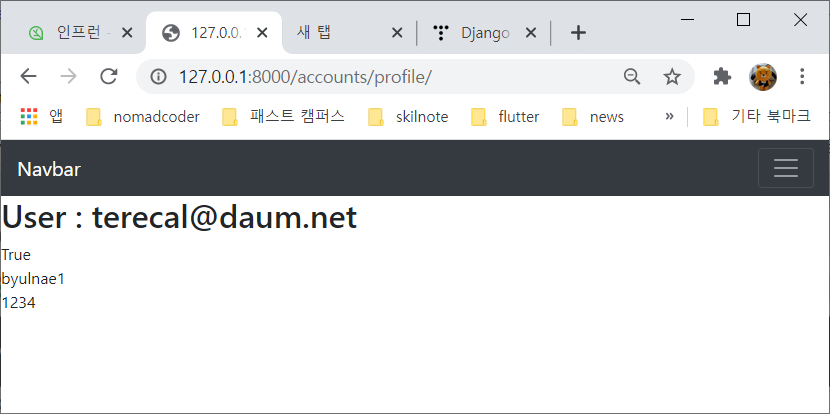 인프런 127.0.0.1 새 탭 Django
127.0.0.1:8000/accounts/profile/
앱 nomadcoder 패스트 캠퍼스 skilnote flutter news » 기타 북마크
Navbar
User : terecal@daum.net
True
byulnae1
1234